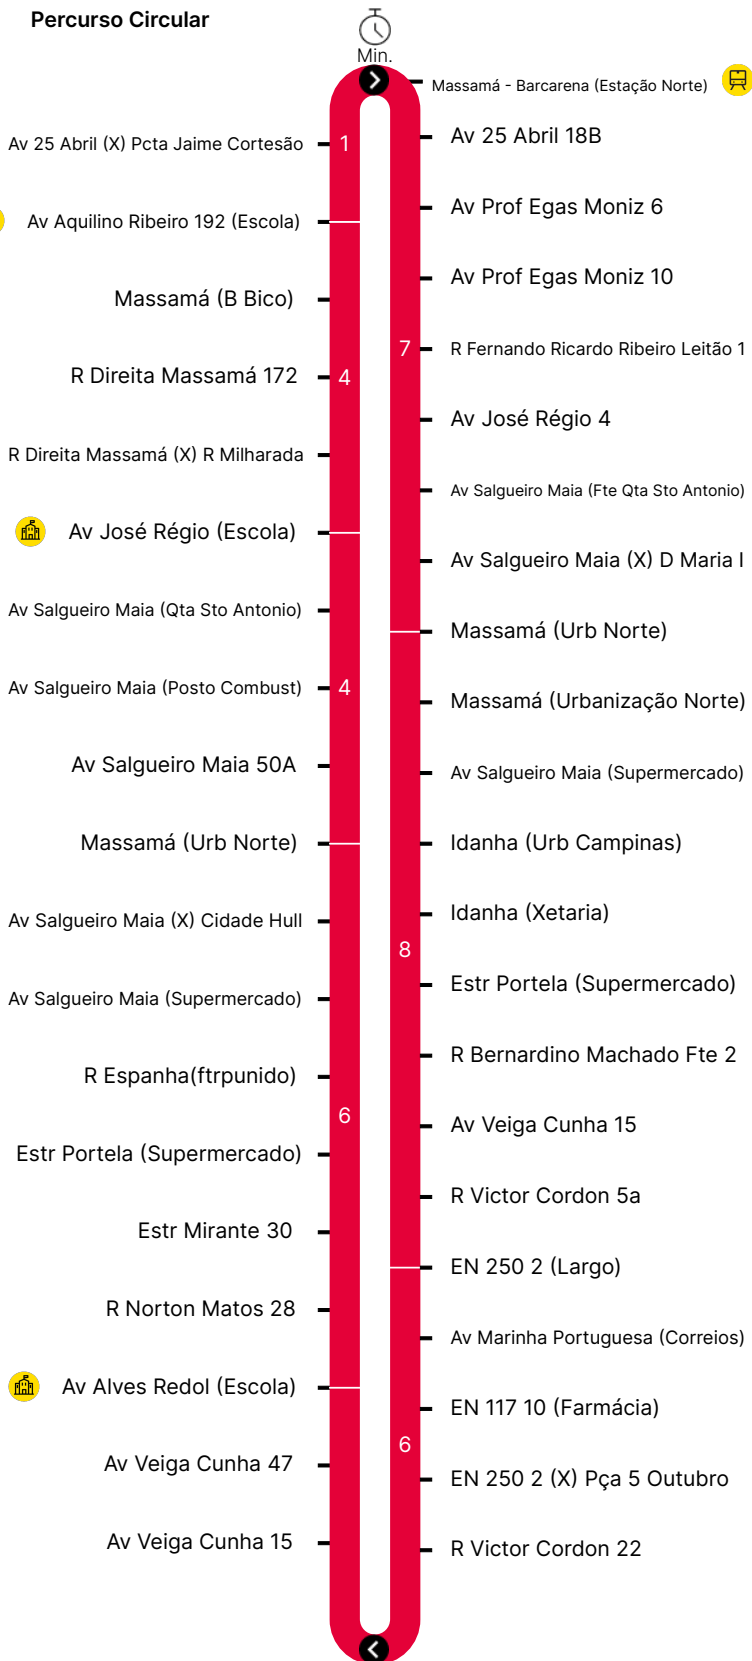 Percurso Circular
Min.
Massamá - Barcarena (Estação Norte)
Av 25 Abril 18B
Av Prof Egas Moniz 6
Av Prof Egas Moniz 10
7
R Fernando Ricardo Ribeiro Leitão 1
Av José Régio 4
Av Salgueiro Maia (Fte Qta Sto Antonio)
Av Salgueiro Maia (X) D Maria I
Massamá (Urb Norte)
Massamá (Urbanização Norte)
Av Salgueiro Maia (Supermercado)
Idanha (Urb Campinas)
Idanha (Xetaria)
8
Estr Portela (Supermercado)
R Bernardino Machado Fte 2
Av Veiga Cunha 15
R Victor Cordon 5a
EN 250 2 (Largo)
Av Marinha Portuguesa (Correios)
EN 117 10 (Farmácia)
6
EN 250 2 (X) Pça 5 Outubro
R Victor Cordon 22
Av 25 Abril (X) Pcta Jaime Cortesão
1
Av Aquilino Ribeiro 192 (Escola)
Massamá (B Bico)
R Direita Massamá 172
4
R Direita Massamá (X) R Milharada
Av José Régio (Escola)
Av Salgueiro Maia (Qta Sto Antonio)
Av Salgueiro Maia (Posto Combust)
4
Av Salgueiro Maia 50A
Massamá (Urb Norte)
Av Salgueiro Maia (X) Cidade Hull
Av Salgueiro Maia (Supermercado)
R Espanha(ftrpunido)
6
Estr Portela (Supermercado)
Estr Mirante 30
R Norton Matos 28
Av Alves Redol (Escola)
Av Veiga Cunha 47
Av Veiga Cunha 15